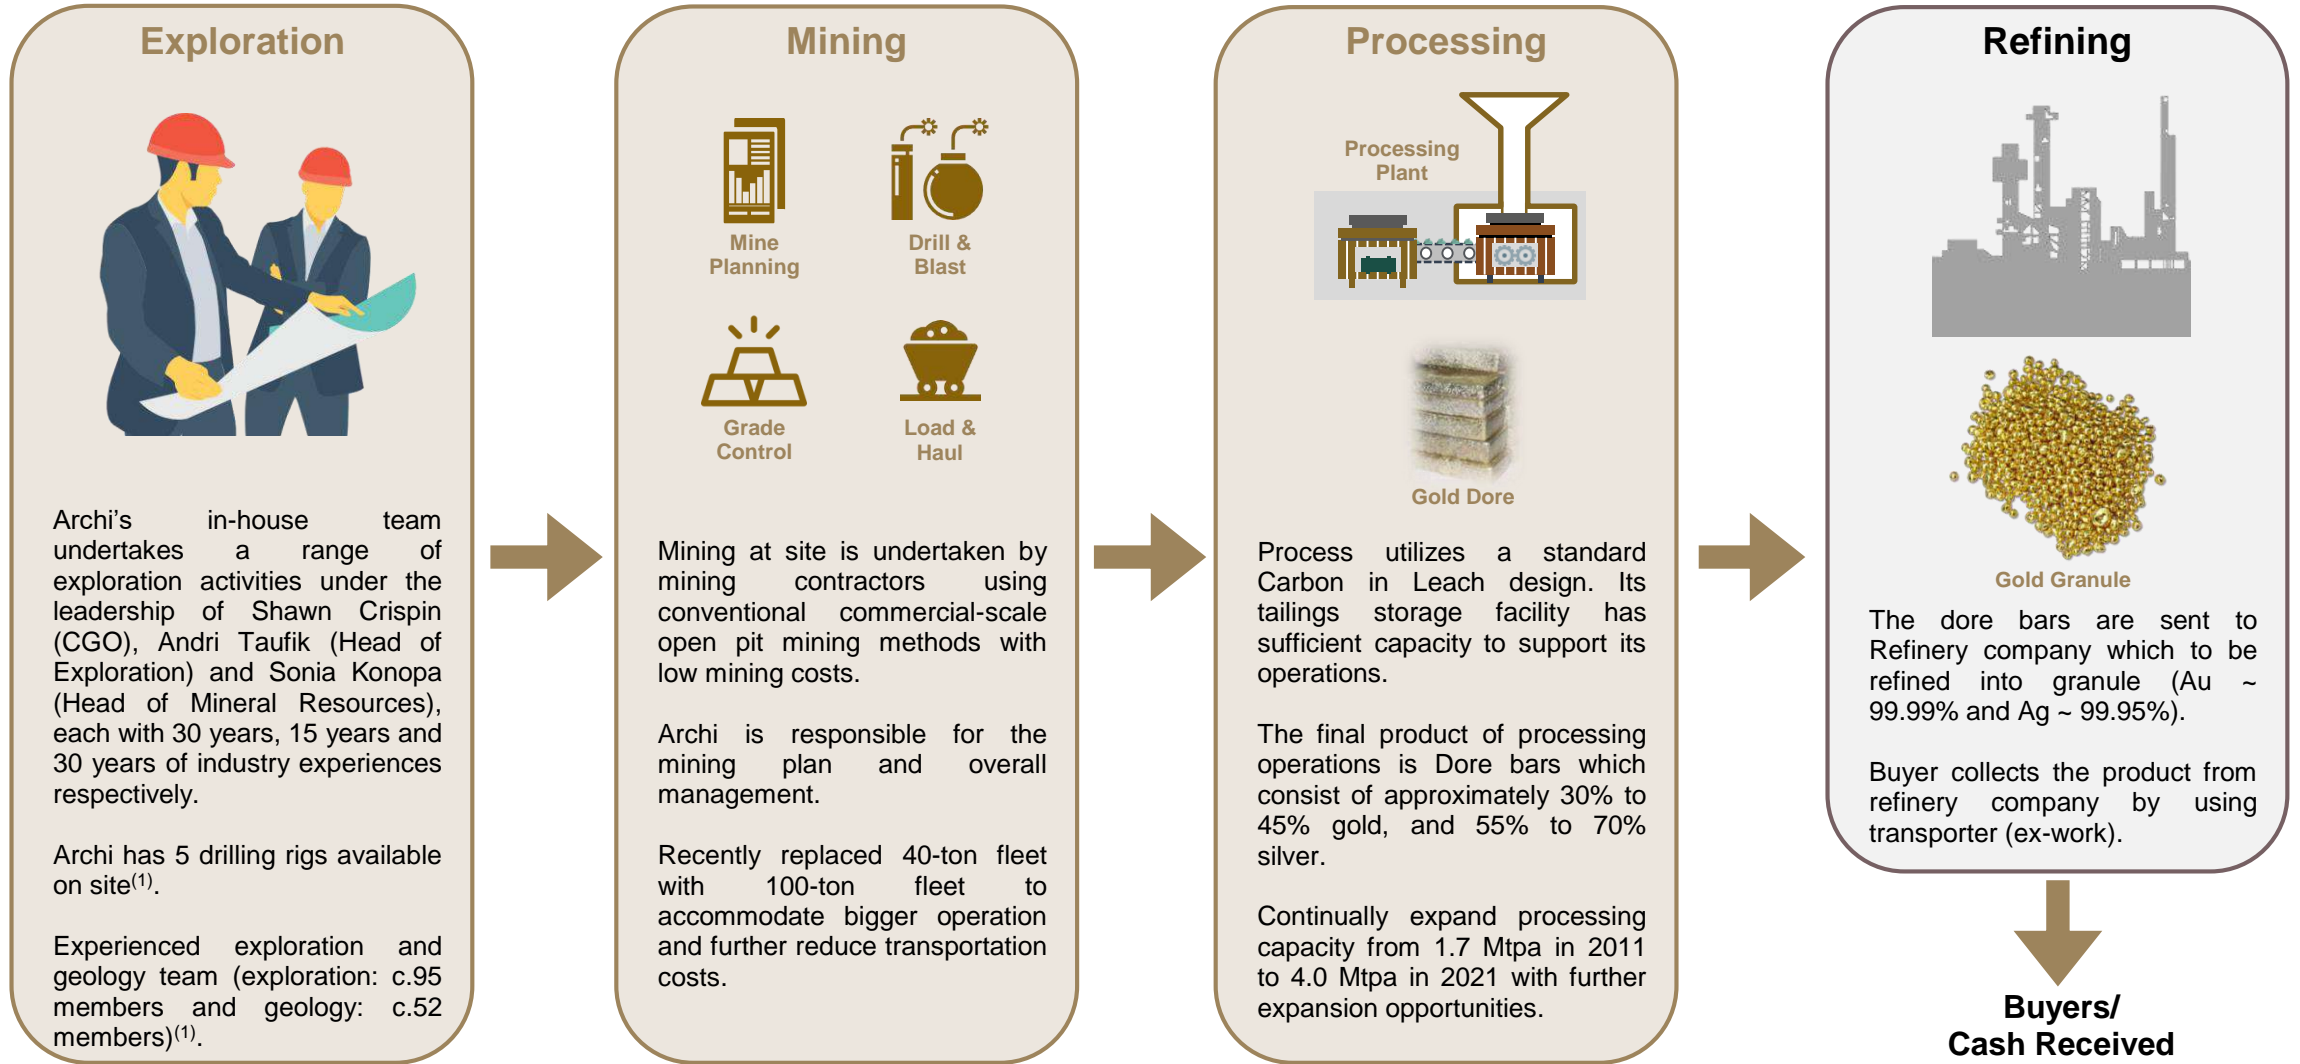 Exploration
Archi’s in-house team
undertakes a range of
exploration activities under the
leadership of Shawn Crispin
(CGO), Andri Taufik (Head of
Exploration) and Sonia Konopa
(Head of Mineral Resources),
each with 30 years, 15 years and
30 years of industry experiences
respectively.
Archi has 5 drilling rigs available
on site(1).
Experienced exploration and
geology team (exploration: c.95
members and geology: c.52
members)(1).
Mining
Mine
Planning
Drill &
Blast
Grade
Control
Load &
Haul
Mining at site is undertaken by
mining contractors using
conventional commercial-scale
open pit mining methods with
low mining costs.
Archi is responsible for the
mining plan and overall
management.
Recently replaced 40-ton fleet
with 100-ton fleet to
accommodate bigger operation
and further reduce transportation
costs.
Processing
Processing
Plant
Gold Dore
Process utilizes a standard
Carbon in Leach design. Its
tailings storage facility has
sufficient capacity to support its
operations.
The final product of processing
operations is Dore bars which
consist of approximately 30% to
45% gold, and 55% to 70%
silver.
Continually expand processing
capacity from 1.7 Mtpa in 2011
to 4.0 Mtpa in 2021 with further
expansion opportunities.
Refining
Gold Granule
The dore bars are sent to
Refinery company which to be
refined into granule (Au ~
99.99% and Ag ~ 99.95%).
Buyer collects the product from
refinery company by using
transporter (ex-work).
Buyers/
Cash Received